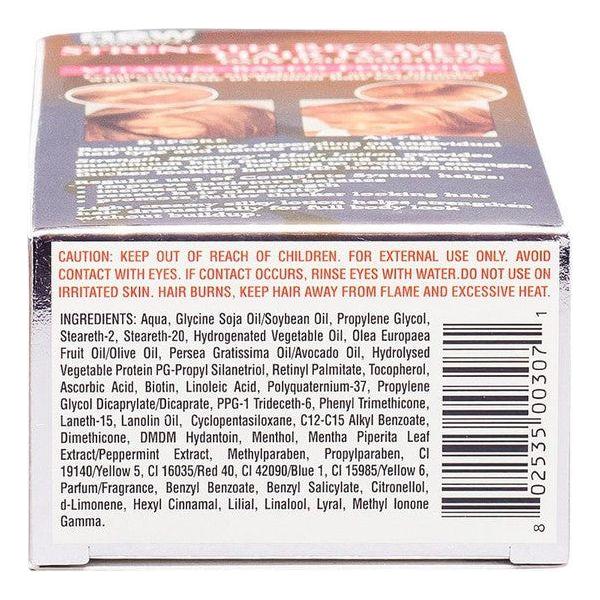 BEFORE
AFTER
CAUTION: KEEP OUT OF REACH OF CHILDREN. FOR EXTERNAL USE ONLY. AVOID
CONTACT WITH EYES. IF CONTACT OCCURS, RINSE EYES WITH WATER.DO NOT USE ON
IRRITATED SKIN. HAIR BURNS, KEEP HAIR AWAY FROM FLAME AND EXCESSIVE HEAT.
INGREDIENTS: Aqua, Glycine Soja Oil/Soybean Oil, Propylene Glycol,
Steareth-2, Steareth-20, Hydrogenated Vegetable Oil, Olea Europaea
Fruit Oil/Olive Oil, Persea Gratissima Oil/Avocado Oil, Hydrolysed
Vegetable Protein PG-Propyl Silanetriol, Retinyl Palmitate, Tocopherol,
Ascorbic Acid, Biotin, Linoleic Acid, Polyquaternium-37, Propylene
Glycol Dicaprylate/Dicaprate, PPG-1 Trideceth-6, Phenyl Trimethicone,
Laneth-15, Lanolin Oil, Cyclopentasiloxane, C12-C15 Alkyl Benzoate,
Dimethicone, DMDM Hydantoin, Menthol, Mentha Piperita Leaf
Extract/Peppermint Extract, Methylparaben, Propylparaben, CI
19140/Yellow 5, CI 16035/Red 40, CI 42090/Blue 1, CI 15985/Yellow 6,
Parfum/Fragrance, Benzyl Benzoate, Benzyl Salicylate, Citronellol,
d-Limonene, Hexyl Cinnamal, Lilial, Linalool, Lyral, Methyl Ionone
Gamma.
8 02535 00307 1